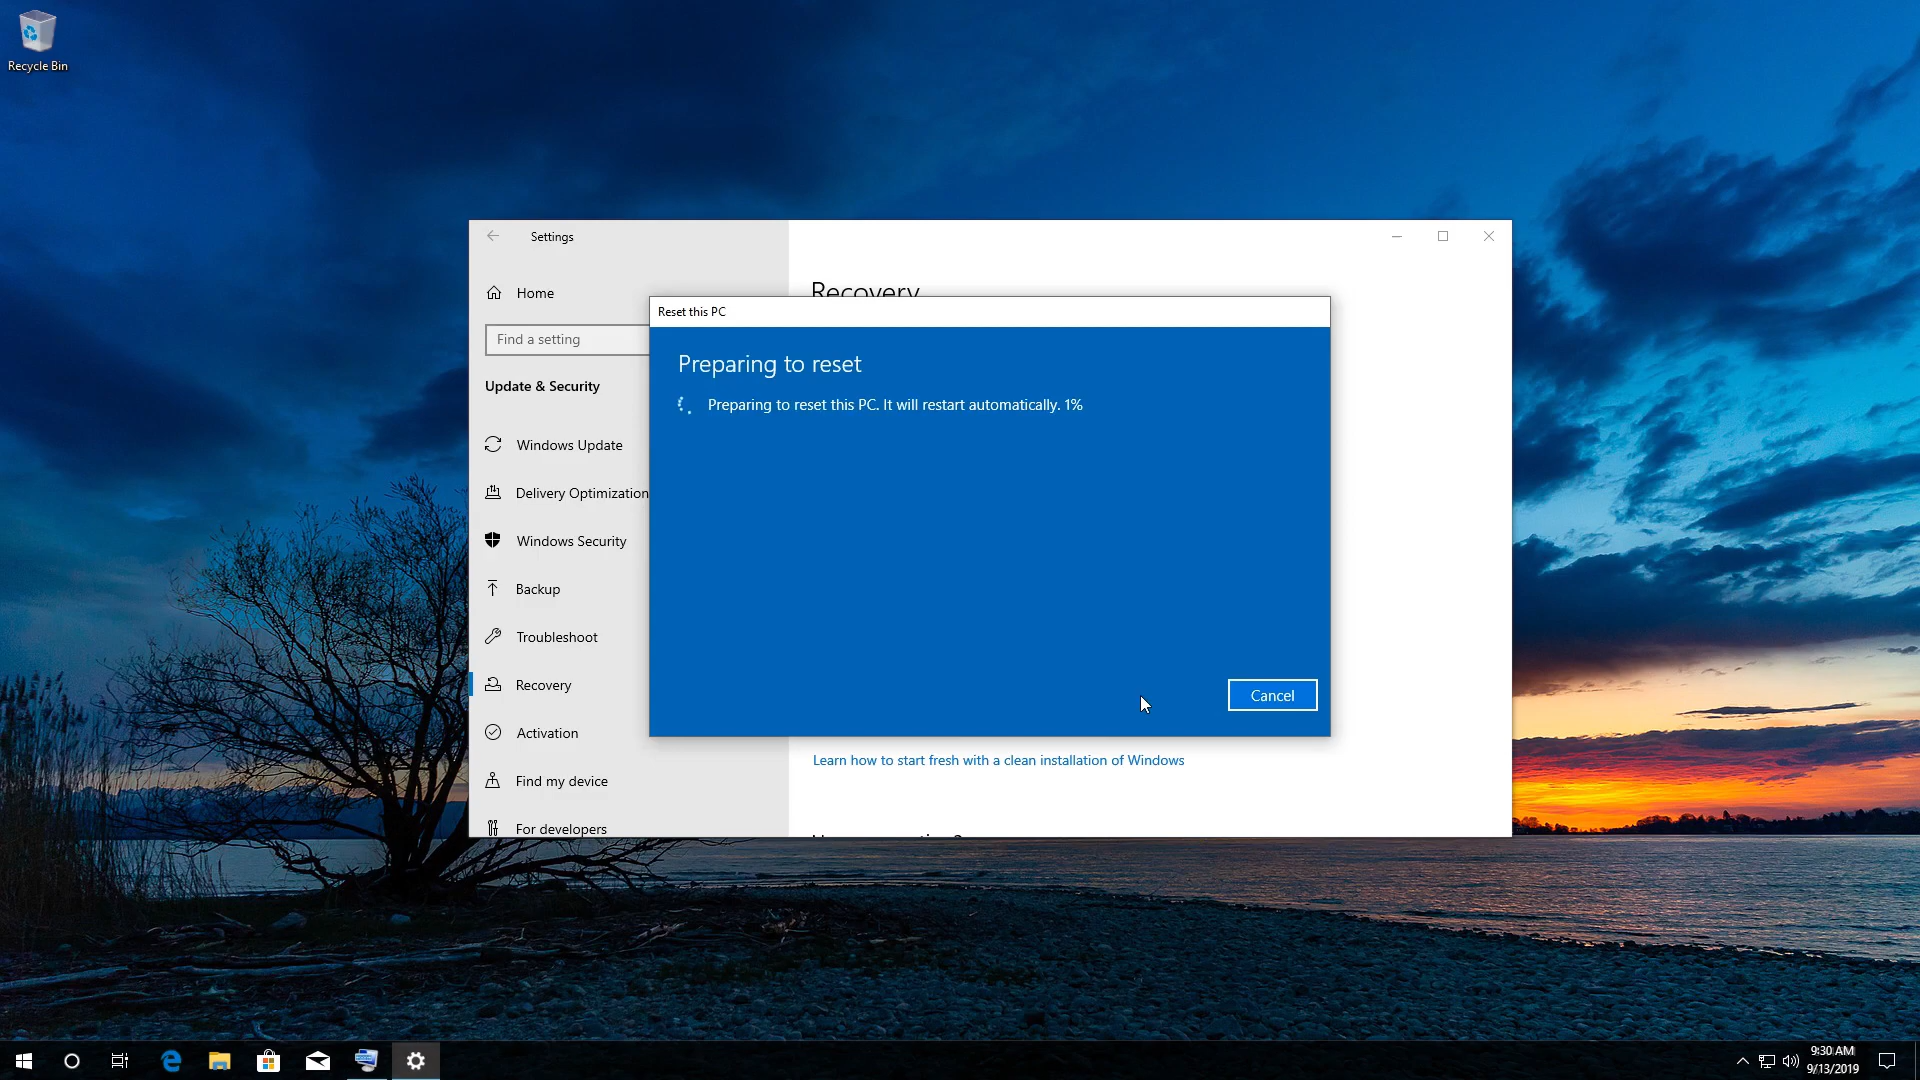 Recycle Bin
Settings
Home
Find a setting
Update & Security
Windows Update
Delivery Optimization
Windows Security
Backup
Troubleshoot
Recovery
Activation
Find my device
For developers
Recovery
Reset this PC
Preparing to reset
Preparing to reset this PC. It will restart automatically. 1%
Cancel
Learn how to start fresh with a clean installation of Windows
9:30 AM
9/13/2019